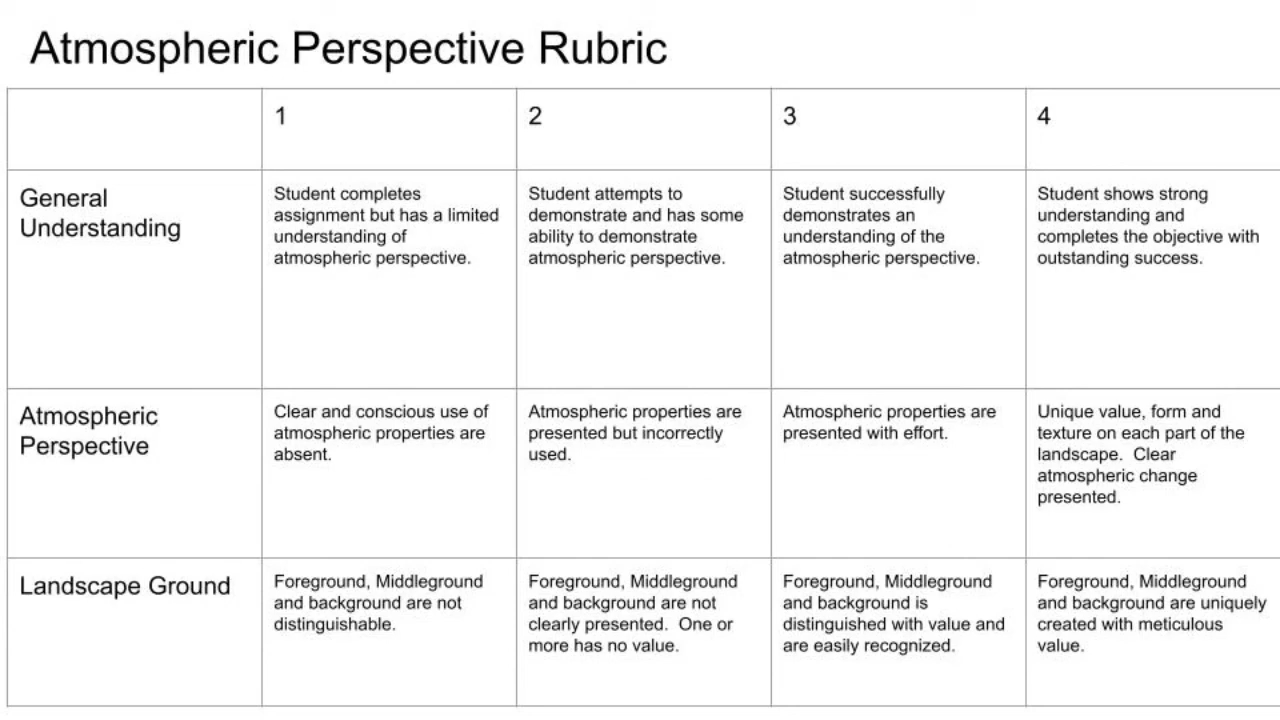 Atmospheric Perspective Rubric
1
2
3
4
General
Understanding
Student completes
assignment but has a limited
understanding of
atmospheric perspective.
Student attempts to
demonstrate and has some
ability to demonstrate
atmospheric perspective.
Student successfully
demonstrates an
understanding of the
atmospheric perspective.
Student shows strong
understanding and
completes the objective with
outstanding success.
Atmospheric
Perspective
Clear and conscious use of
atmospheric properties are
absent.
Atmospheric properties are
presented but incorrectly
used.
Atmospheric properties are
presented with effort.
Unique value, form and
texture on each part of the
landscape.  Clear
atmospheric change
presented.
Landscape Ground
Foreground, Middleground
and background are not
distinguishable.
Foreground, Middleground
and background are not
clearly presented.  One or
more has no value.
Foreground, Middleground
and background is
distinguished with value and
are easily recognized.
Foreground, Middleground
and background are uniquely
created with meticulous
value.